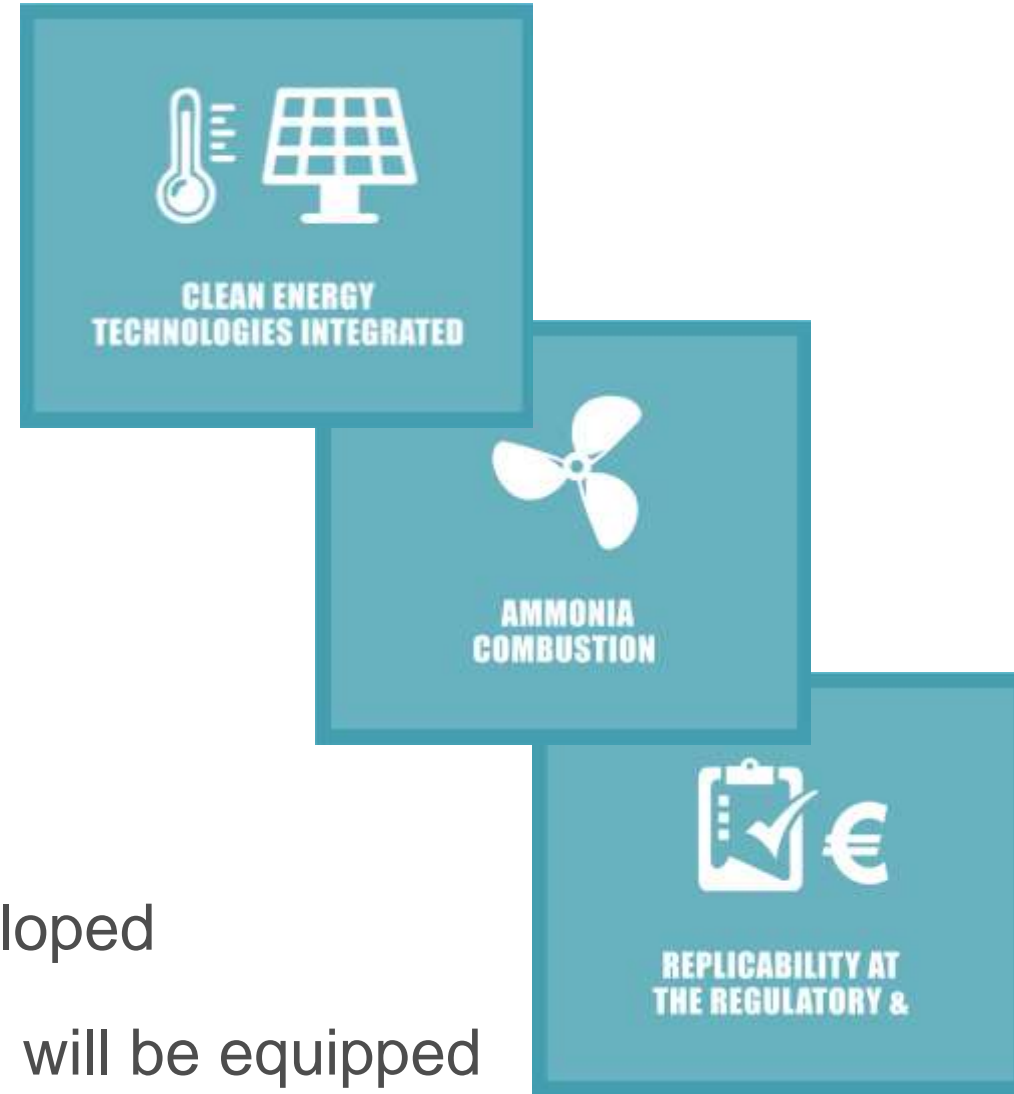 CLEAN ENERGY
TECHNOLOGIES INTEGRATED
AMMONIA
COMBUSTION
€
REPLICABILITY AT
THE REGULATORY &
loped
will be equipped